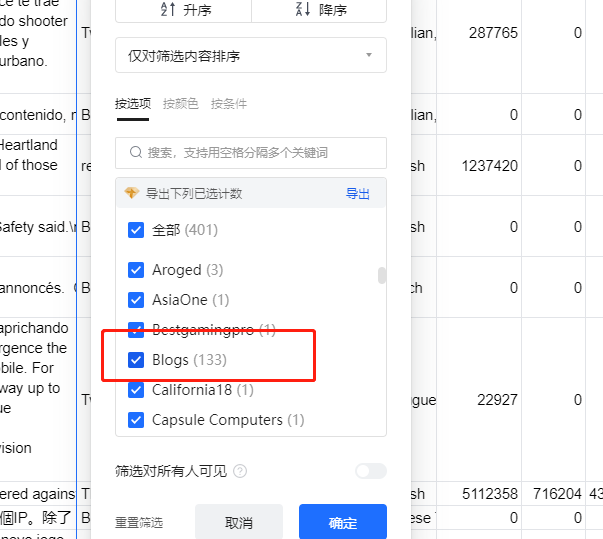 ce te trae
升序 降序
do shooter Tw lian, 287765 0
les y
urbano.
仅对筛选内容排序
按选项 按颜色 按条件
contenido, r B lian, 0 0
搜索，支持用空格分隔多个关键词
Heartland
d of those re sh 1237420 0
导出下列已选计数 导出
全部 (401)
Safety said.\r B sh 0 0
Aroged (3)
annoncés. B ch 0 0
AsiaOne (1)
aprichando
Bestgamingpro (1)
rgence the
Blogs (133)
bile. For
California18 (1)
way up to Tw gue 22927 0
ue
Capsule Computers (1)
vision
筛选对所有人可见 ?
ered agains T sh 5112358 716204 43
個IP。除了 B ese 0 0
重置筛选 取消 确定